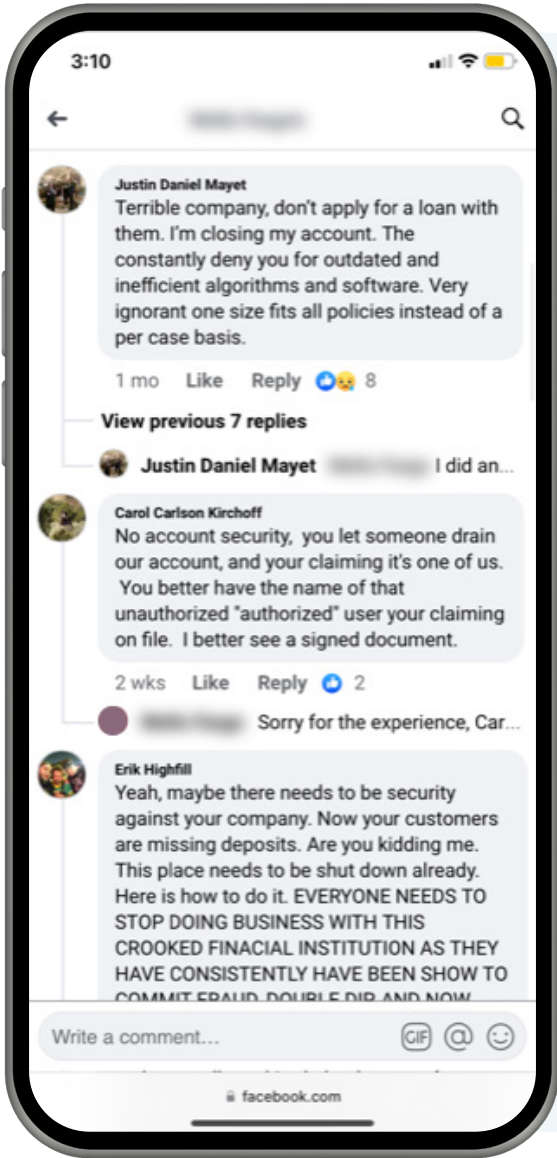 3:10
Justin Daniel Mayet
Terrible company, don't apply for a loan with
them. I'm closing my account. The
constantly deny you for outdated and
inefficient algorithms and software. Very
ignorant one size fits all policies instead of a
per case basis.
1 mo Like Reply 8
View previous 7 replies
Justin Daniel Mayet I did an...
Carol Carlson Kirchoff
No account security, you let someone drain
our account, and your claiming it's one of us.
You better have the name of that
unauthorized "authorized" user your claiming
on file. I better see a signed document.
2 wks Like Reply 2
Sorry for the experience, Car...
Erik Highfill
Yeah, maybe there needs to be security
against your company. Now your customers
are missing deposits. Are you kidding me.
This place needs to be shut down already.
Here is how to do it. EVERYONE NEEDS TO
STOP DOING BUSINESS WITH THIS
CROOKED FINACIAL INSTITUTION AS THEY
HAVE CONSISTENTLY HAVE BEEN SHOW TO
COMMIT FRAUD, DOUBLE DIP AND NOW
Write a comment...
GIF @
facebook.com